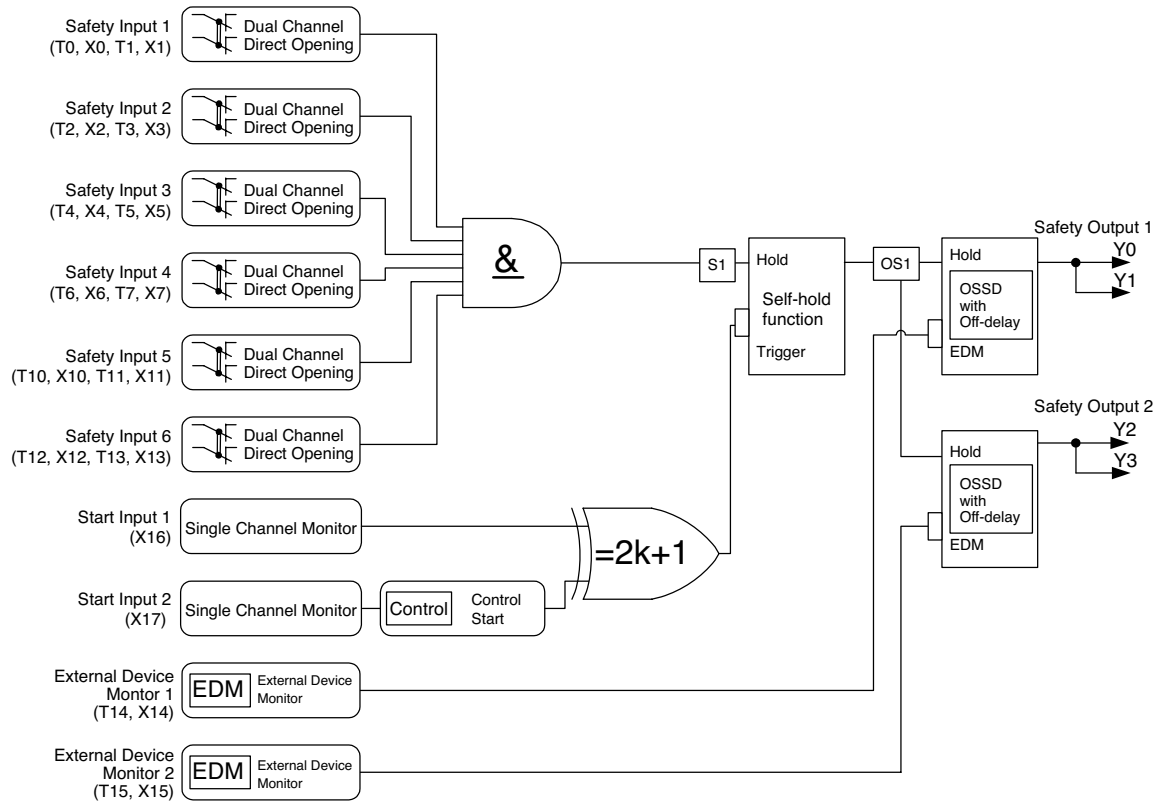 Safety Input 1
(T0, X0, T1, X1)
Dual Channel
Direct Opening
Safety Input 2
(T2, X2, T3, X3)
Dual Channel
Direct Opening
Safety Input 3
(T4, X4, T5, X5)
Dual Channel
Direct Opening
Safety Input 4
(T6, X6, T7, X7)
Dual Channel
Direct Opening
Safety Input 5
(T10, X10, T11, X11)
Dual Channel
Direct Opening
Safety Input 6
(T12, X12, T13, X13)
Dual Channel
Direct Opening
&
S1
Hold
Self-hold
function
Trigger
OS1
Hold
OSSD
with
Off-delay
EDM
Safety Output 1
Y0
Y1
Safety Output 2
Y2
Y3
Hold
OSSD
with
Off-delay
EDM
Start Input 1
(X16)
Single Channel Monitor
=2k+1
Start Input 2
(X17)
Single Channel Monitor
Control
Control
Start
External Device
Montor 1
(T14, X14)
EDM
External Device
Monitor
External Device
Monitor 2
(T15, X15)
EDM
External Device
Monitor